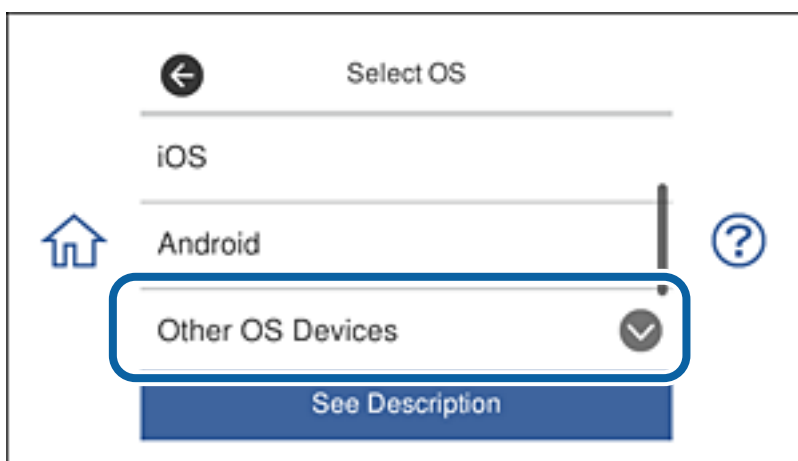 Select OS
iOS
Android
Other OS Devices
See Description